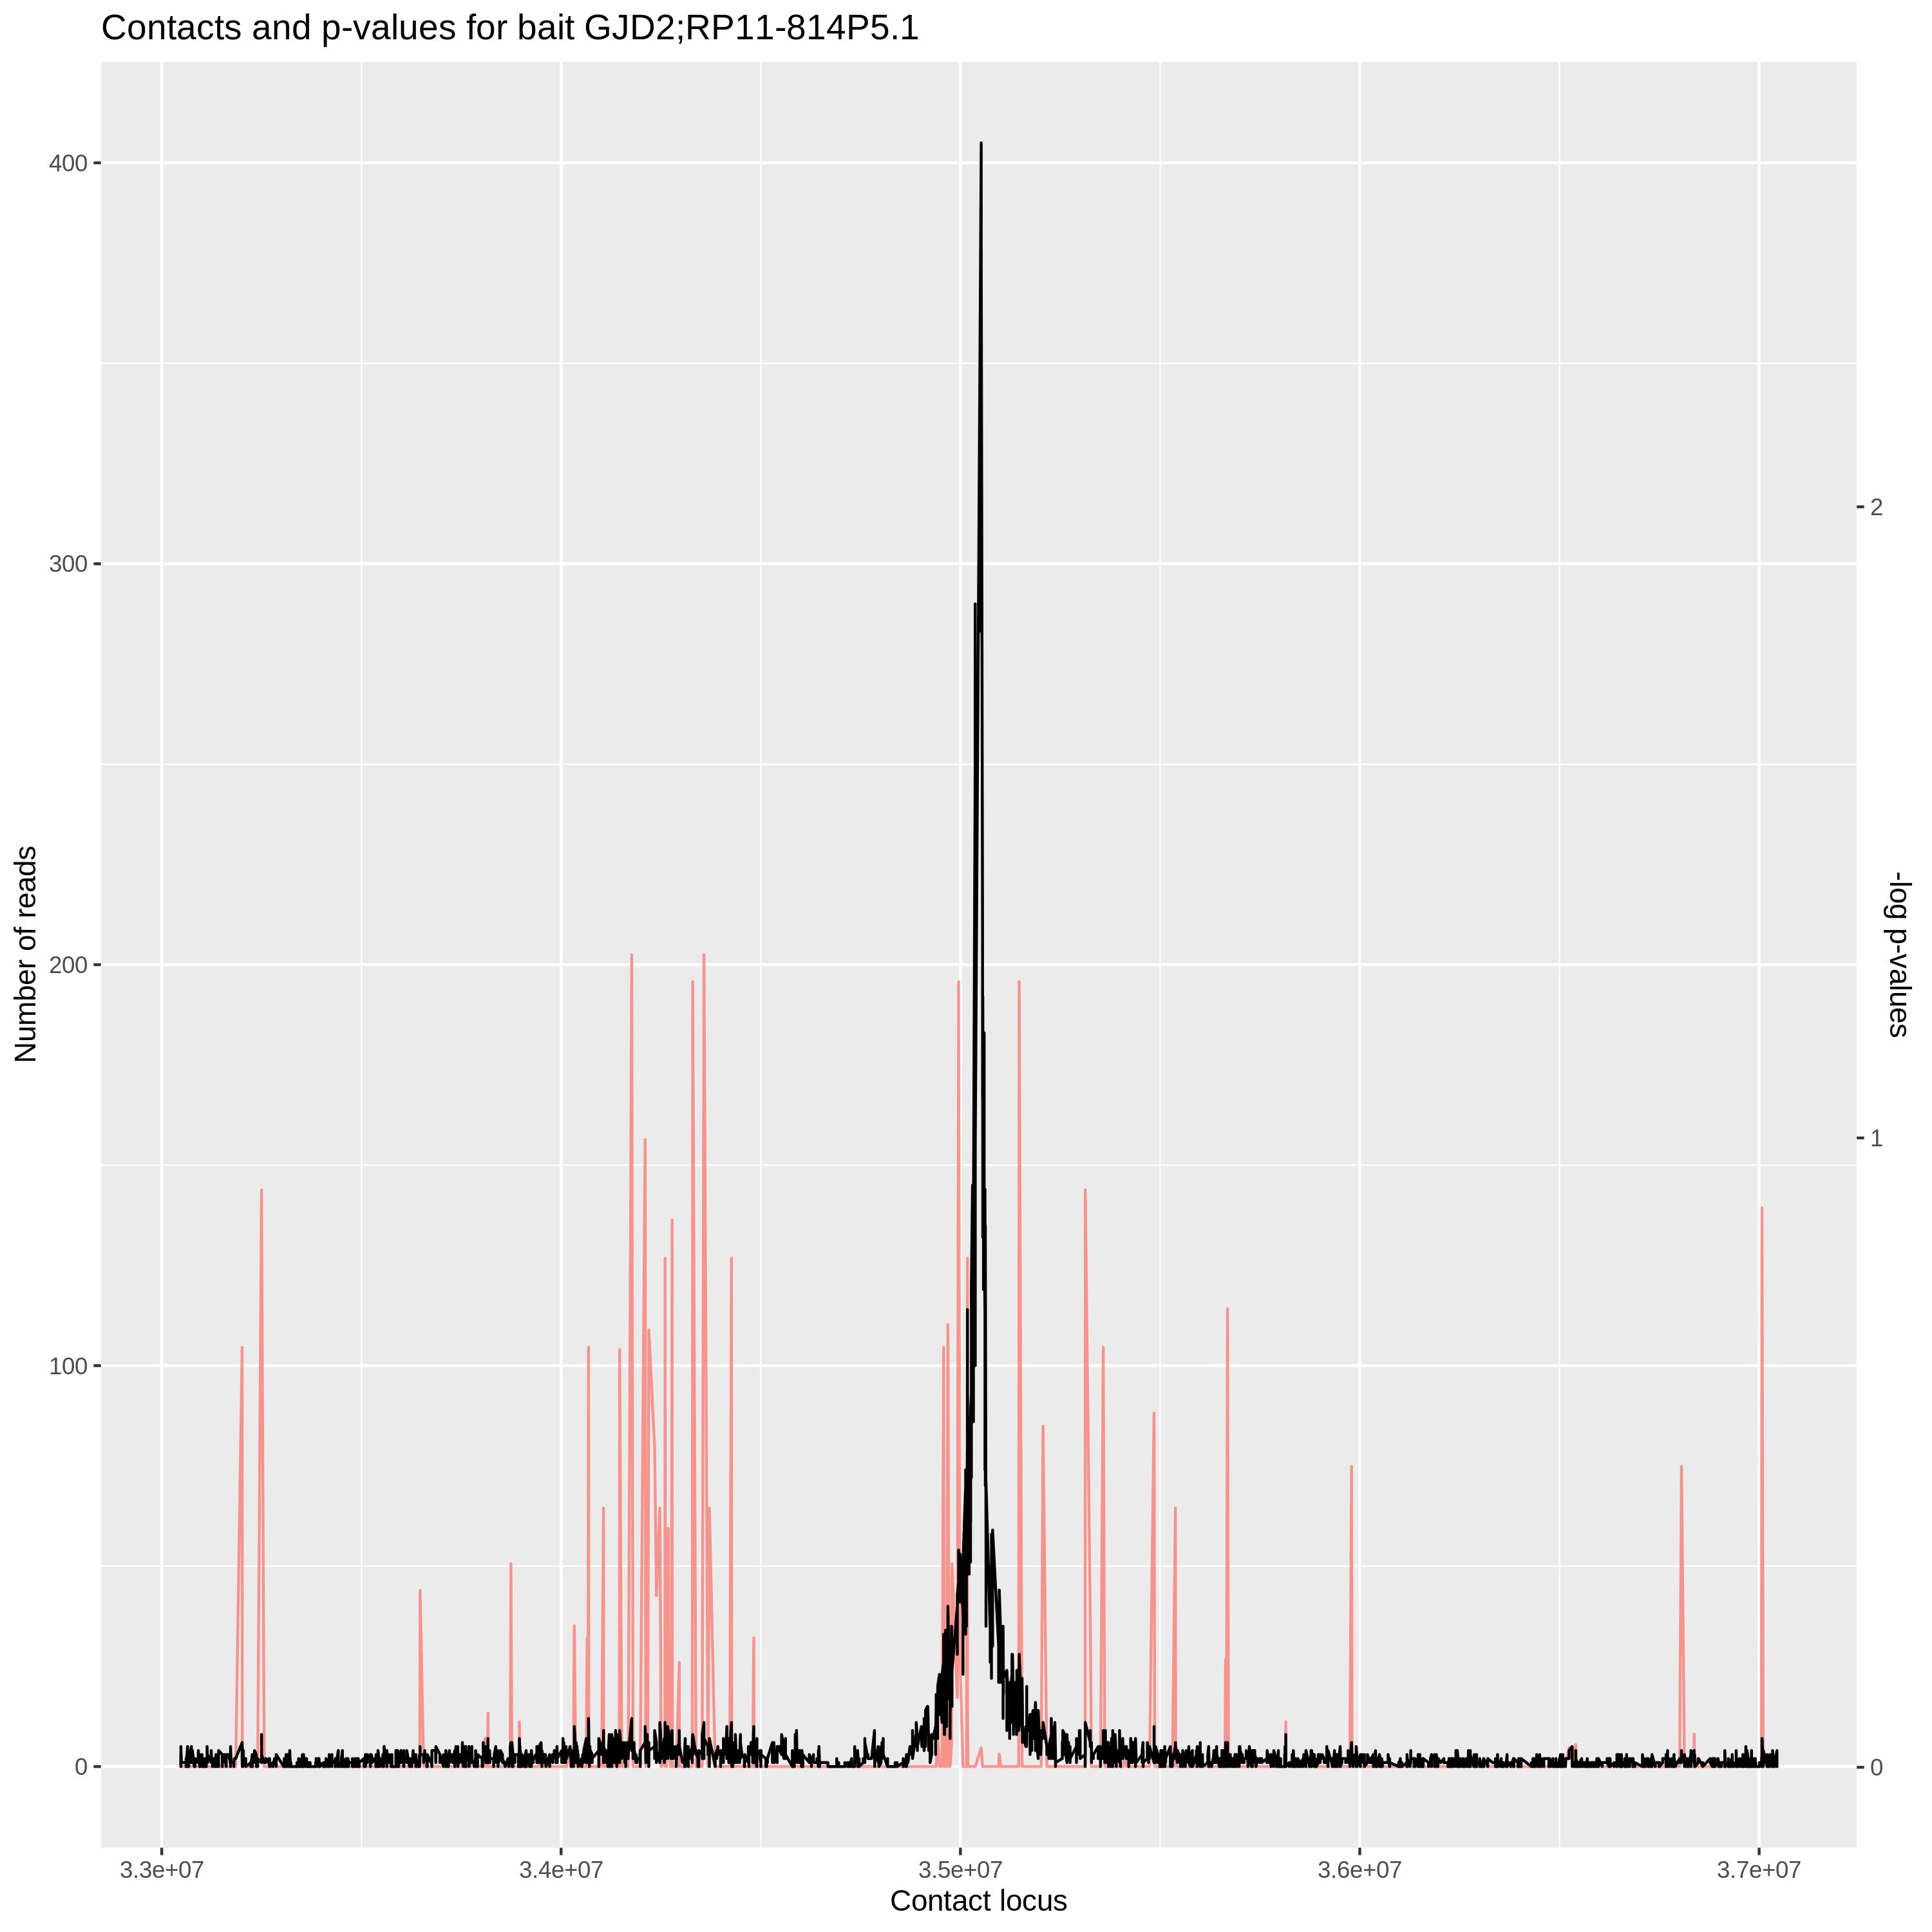 Contacts and p-values for bait GJD2;RP11-814P5.1
400
300
200
100
0
Number of reads
2
1
0
-log p-values
3.3e+07 3.4e+07 3.5e+07 3.6e+07 3.7e+07
Contact locus